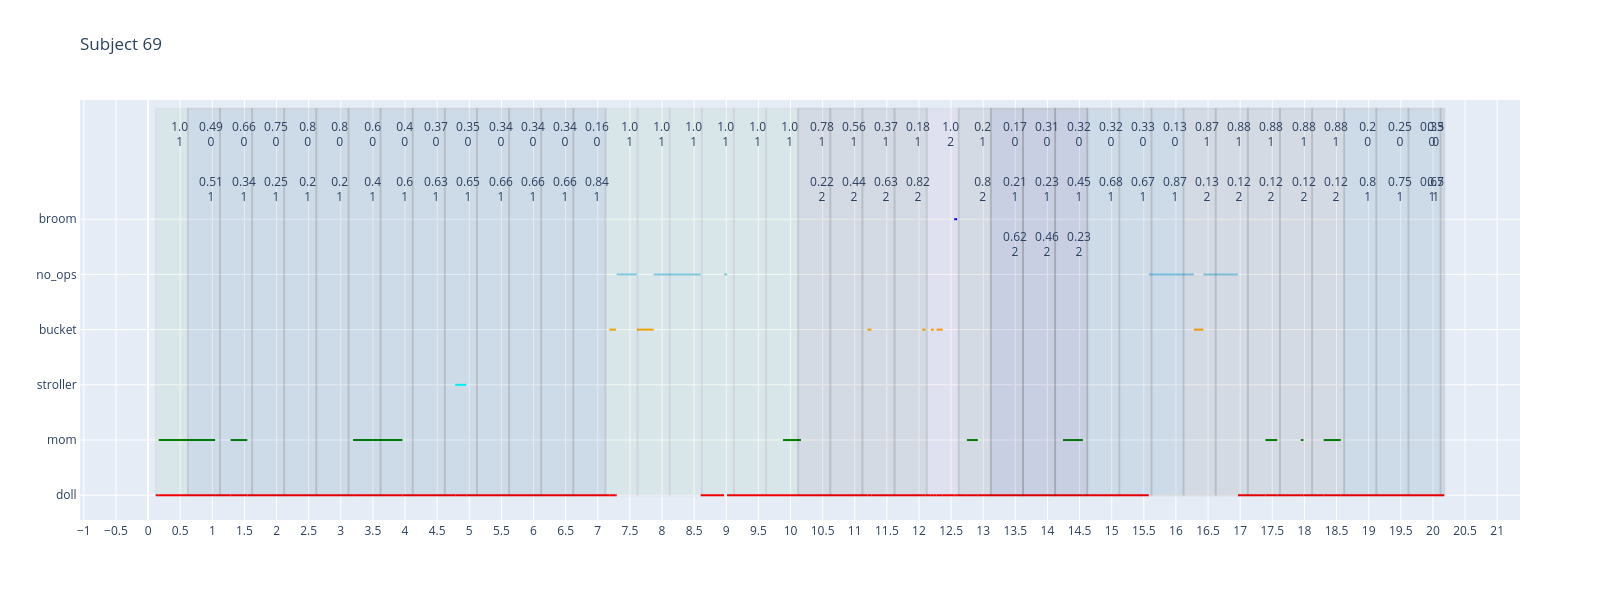 Subject 69
1.0 0.49 0.66 0.75 0.8 0.8 0.6 0.4 0.37 0.35 0.34 0.34 0.34 0.16 1.0 1.0 1.0 1.0 1.0 1.0 0.78 0.56 0.37 0.18 1.0 0.2 0.17 0.31 0.32 0.32 0.33 0.13 0.87 0.88 0.88 0.88 0.88 0.2 0.25
1 0 0 0 0 0 0 0 0 0 0 0 0 0 1 1 1 1 1 1 1 1 1 1 2 1 0 0 0 0 0 0 1 1 1 1 1 0 0
0.51 0.34 0.25 0.2 0.2 0.4 0.6 0.63 0.65 0.66 0.66 0.66 0.84 0.22 0.44 0.63 0.82 0.8 0.21 0.23 0.45 0.68 0.67 0.87 0.13 0.12 0.12 0.12 0.12 0.8 0.75
1 1 1 1 1 1 1 1 1 1 1 1 1 2 2 2 2 2 1 1 1 1 1 1 2 2 2 2 2 1 1
broom
0.62 0.46 0.23
2 2 2
no_ops
bucket
stroller
mom
doll
−1 −0.5 0 0.5 1 1.5 2 2.5 3 3.5 4 4.5 5 5.5 6 6.5 7 7.5 8 8.5 9 9.5 10 10.5 11 11.5 12 12.5 13 13.5 14 14.5 15 15.5 16 16.5 17 17.5 18 18.5 19 19.5 20 20.5 21